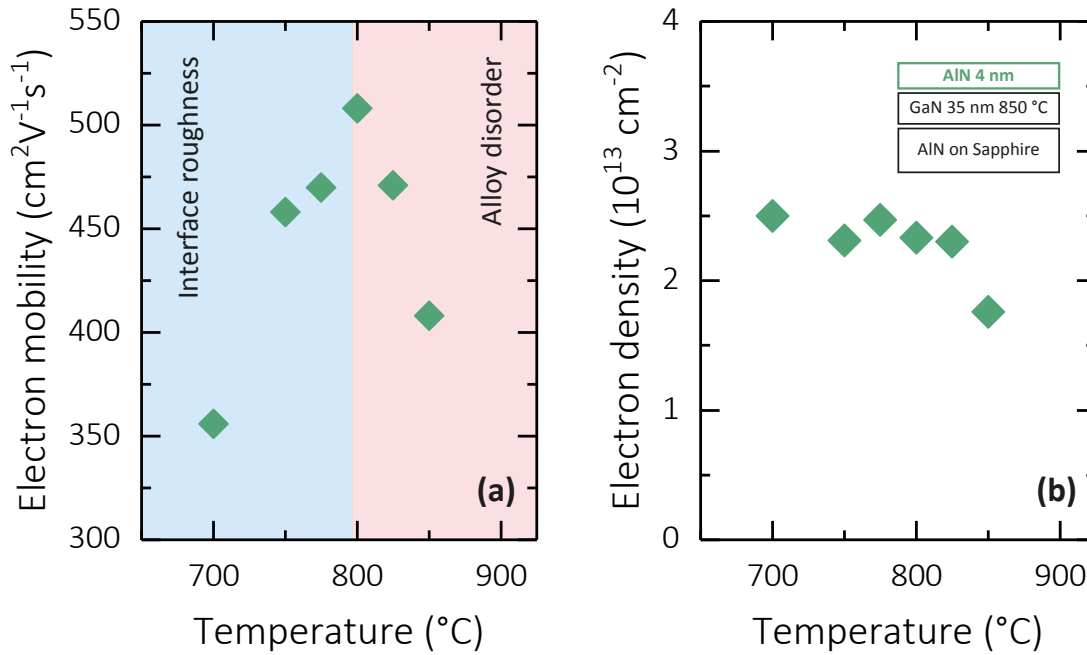 550
500
450
400
350
300
Electron mobility (cm²V⁻¹s⁻¹)
Interface roughness
Alloy disorder
(a)
700
800
900
Temperature (°C)
4
3
2
1
0
Electron density (10¹³ cm⁻²)
AlN 4 nm
GaN 35 nm 850 °C
AlN on Sapphire
(b)
700
800
900
Temperature (°C)